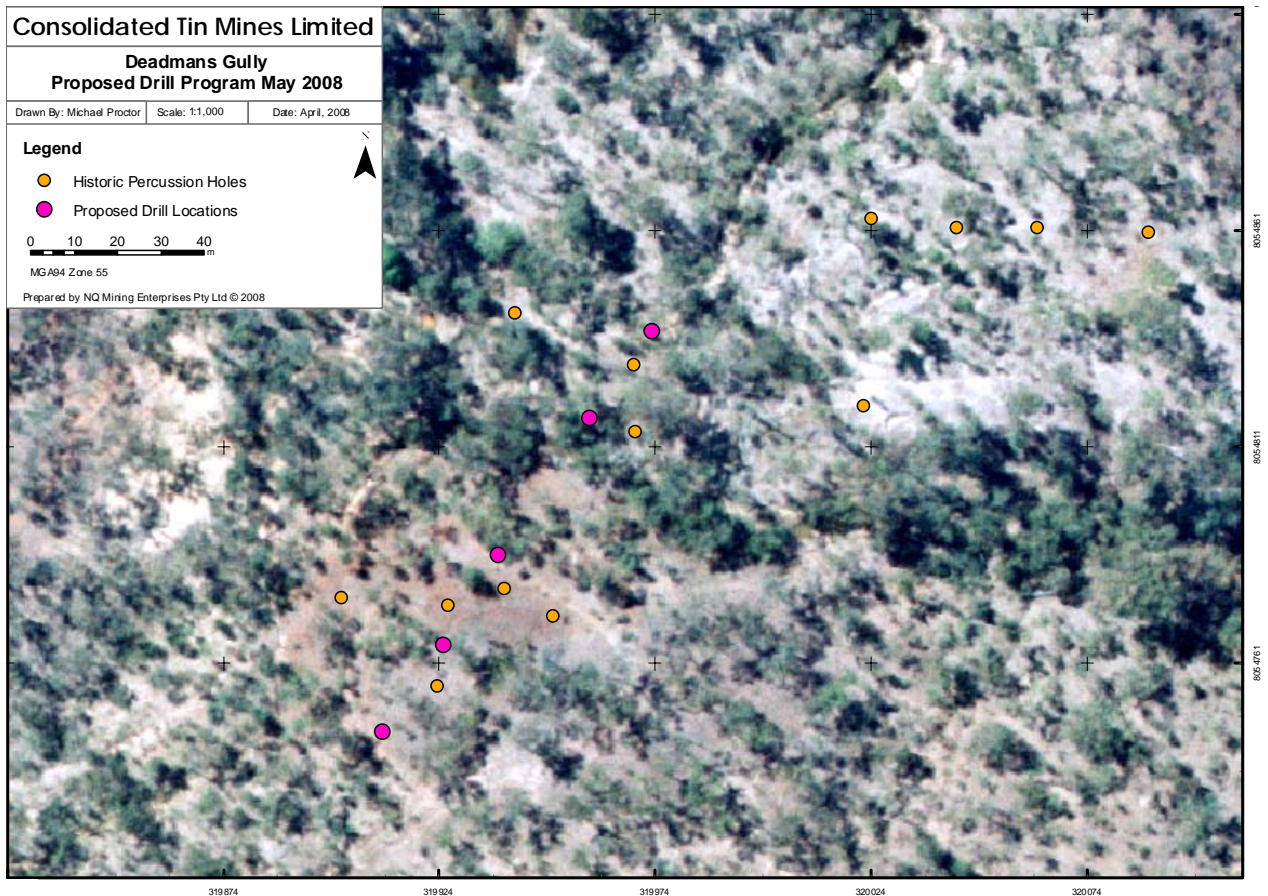 Consolidated Tin Mines Limited
Deadmans Gully
Proposed Drill Program May 2008
Drawn By: Michael Proctor Scale: 1:1,000 Date: April, 2008
N
Legend
Historic Percussion Holes
Proposed Drill Locations
0 10 20 30 40
m
MGA94 Zone 55
Prepared by NQ Mining Enterprises Pty Ltd © 2008
8054861
8054811
8054761
319874 319924 319974 320024 320074